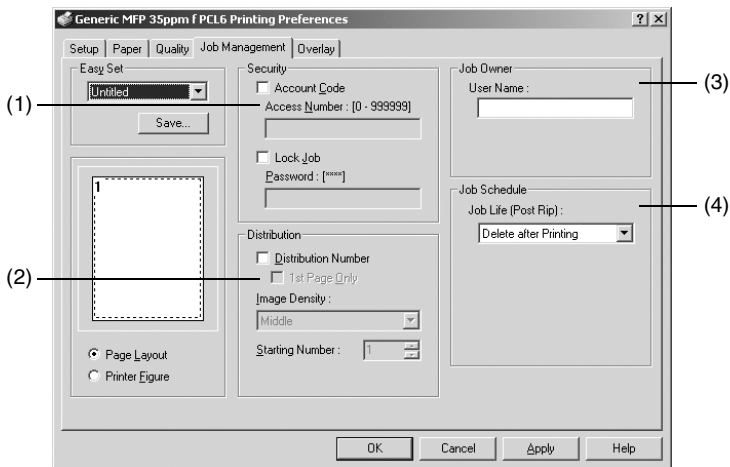 Generic MFP 35ppm f PCL6 Printing Preferences
Setup Paper Quality Job Management Overlay
Easy Set
Untitled
Save...
1
Page Layout
Printer Figure
(1)
(2)
Security
Account Code
Access Number : [0 - 999999]
Lock Job
Password : [****]
Distribution
Distribution Number
1st Page Only
Image Density :
Middle
Starting Number : 1
Job Owner
User Name :
(3)
Job Schedule
Job Life (Post Rip) :
Delete after Printing
(4)
OK Cancel Apply Help